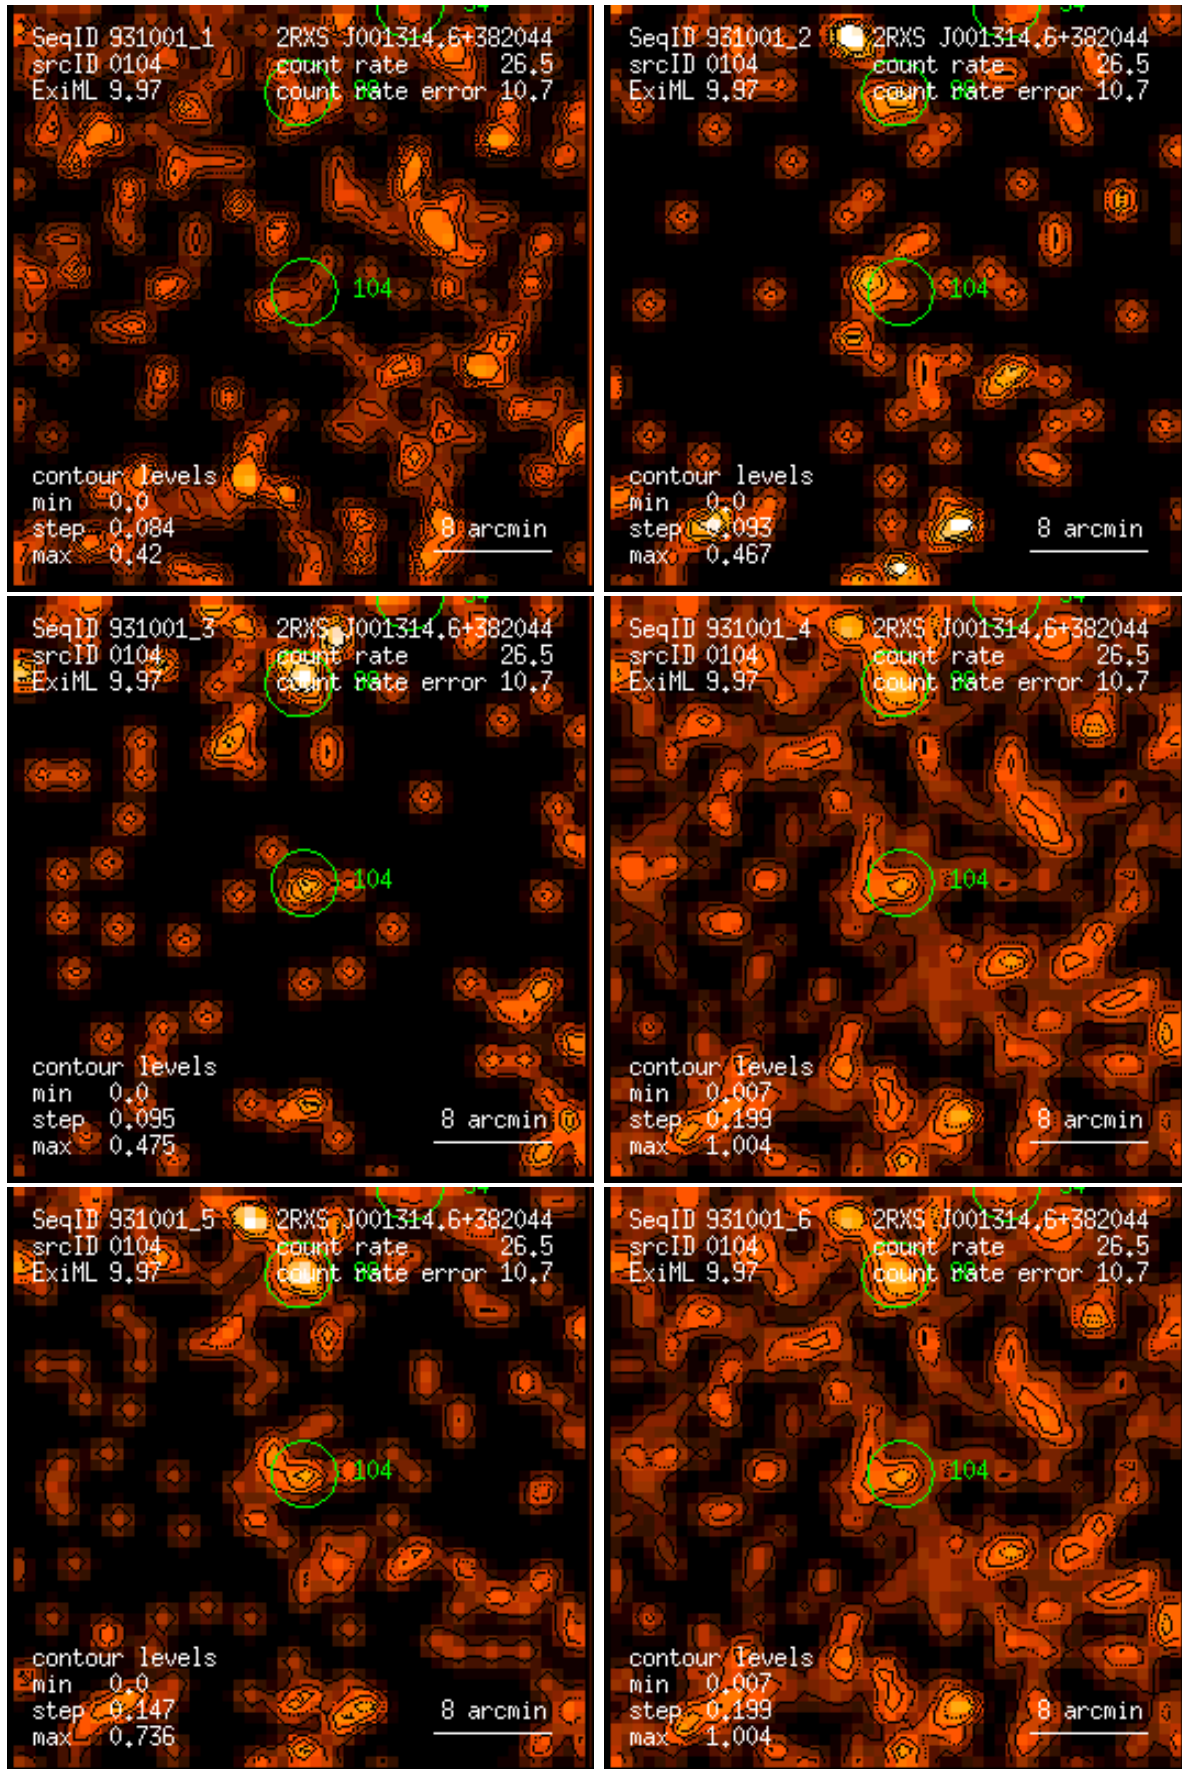 94
SeqID 931001_1 2RXS J001314.6+382044
srcID 0104 count rate 26.5
ExiML 9.97 count rate error 10.7
98
104
contour levels
min 0.0
step 0.084
max 0.42
8 arcmin
94
SeqID 931001_2 2RXS J001314.6+382044
srcID 0104 count rate 26.5
ExiML 9.97 count rate error 10.7
104
contour levels
min 0.0
step 0.093
max 0.467
8 arcmin
94
SeqID 931001_3 2RXS J001314.6+382044
srcID 0104 count rate 26.5
ExiML 9.97 count rate error 10.7
104
contour levels
min 0.0
step 0.095
max 0.475
8 arcmin
94
SeqID 931001_4 2RXS J001314.6+382044
srcID 0104 count rate 26.5
ExiML 9.97 count rate error 10.7
104
contour levels
min 0.007
step 0.199
max 1.004
8 arcmin
94
SeqID 931001_5 2RXS J001314.6+382044
srcID 0104 count rate 26.5
ExiML 9.97 count rate error 10.7
104
contour levels
min 0.0
step 0.147
max 0.736
8 arcmin
94
SeqID 931001_6 2RXS J001314.6+382044
srcID 0104 count rate 26.5
ExiML 9.97 count rate error 10.7
104
contour levels
min 0.007
step 0.199
max 1.004
8 arcmin